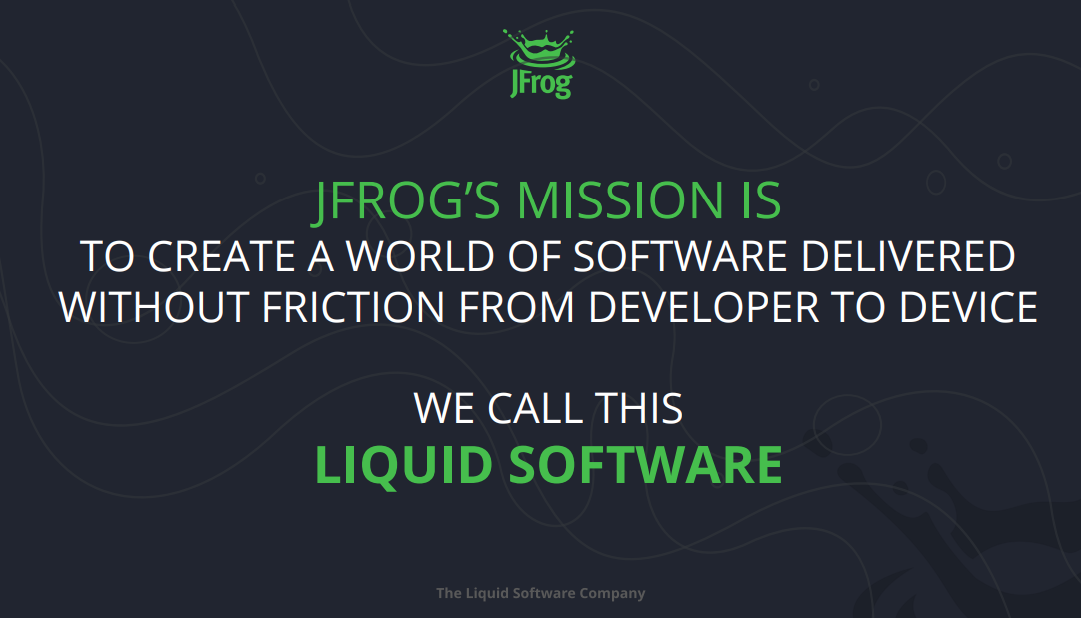 JFrog
JFROG’S MISSION IS
TO CREATE A WORLD OF SOFTWARE DELIVERED
WITHOUT FRICTION FROM DEVELOPER TO DEVICE
WE CALL THIS
LIQUID SOFTWARE
The Liquid Software Company